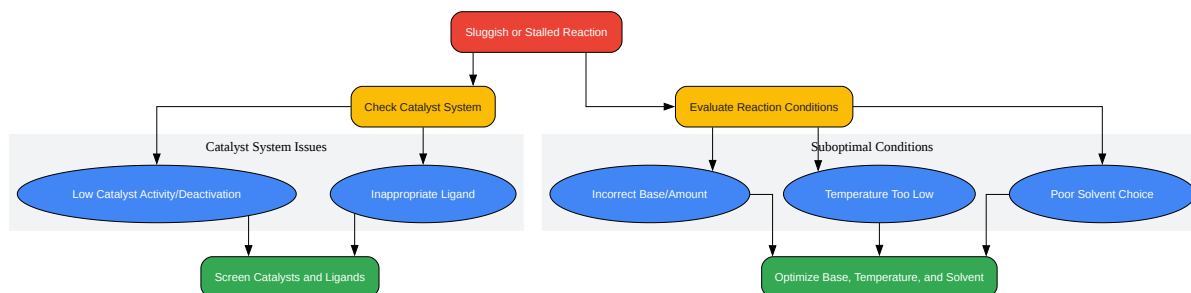 Sluggish or Stalled Reaction
Check Catalyst System
Evaluate Reaction Conditions
Catalyst System Issues
Suboptimal Conditions
Low Catalyst Activity/Deactivation
Inappropriate Ligand
Incorrect Base/Amount
Temperature Too Low
Poor Solvent Choice
Screen Catalysts and Ligands
Optimize Base, Temperature, and Solvent